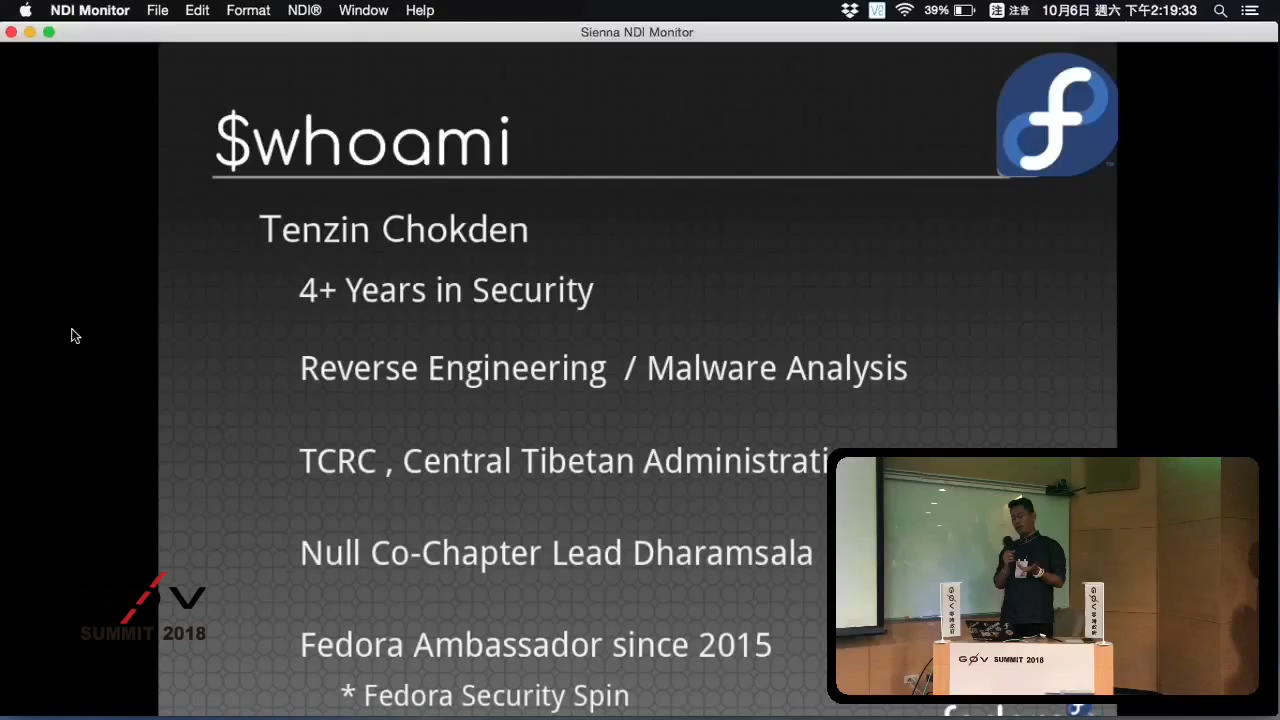 NDI Monitor File Edit Format NDI® Window Help 39% 注 注音 10月6日 週六 下午2:19:33
Sienna NDI Monitor
$whoami
Tenzin Chokden
4+ Years in Security
Reverse Engineering / Malware Analysis
TCRC , Central Tibetan Administrati
Null Co-Chapter Lead Dharamsala
Fedora Ambassador since 2015
* Fedora Security Spin
SUMMIT 2018
GØV SUMMIT 2018